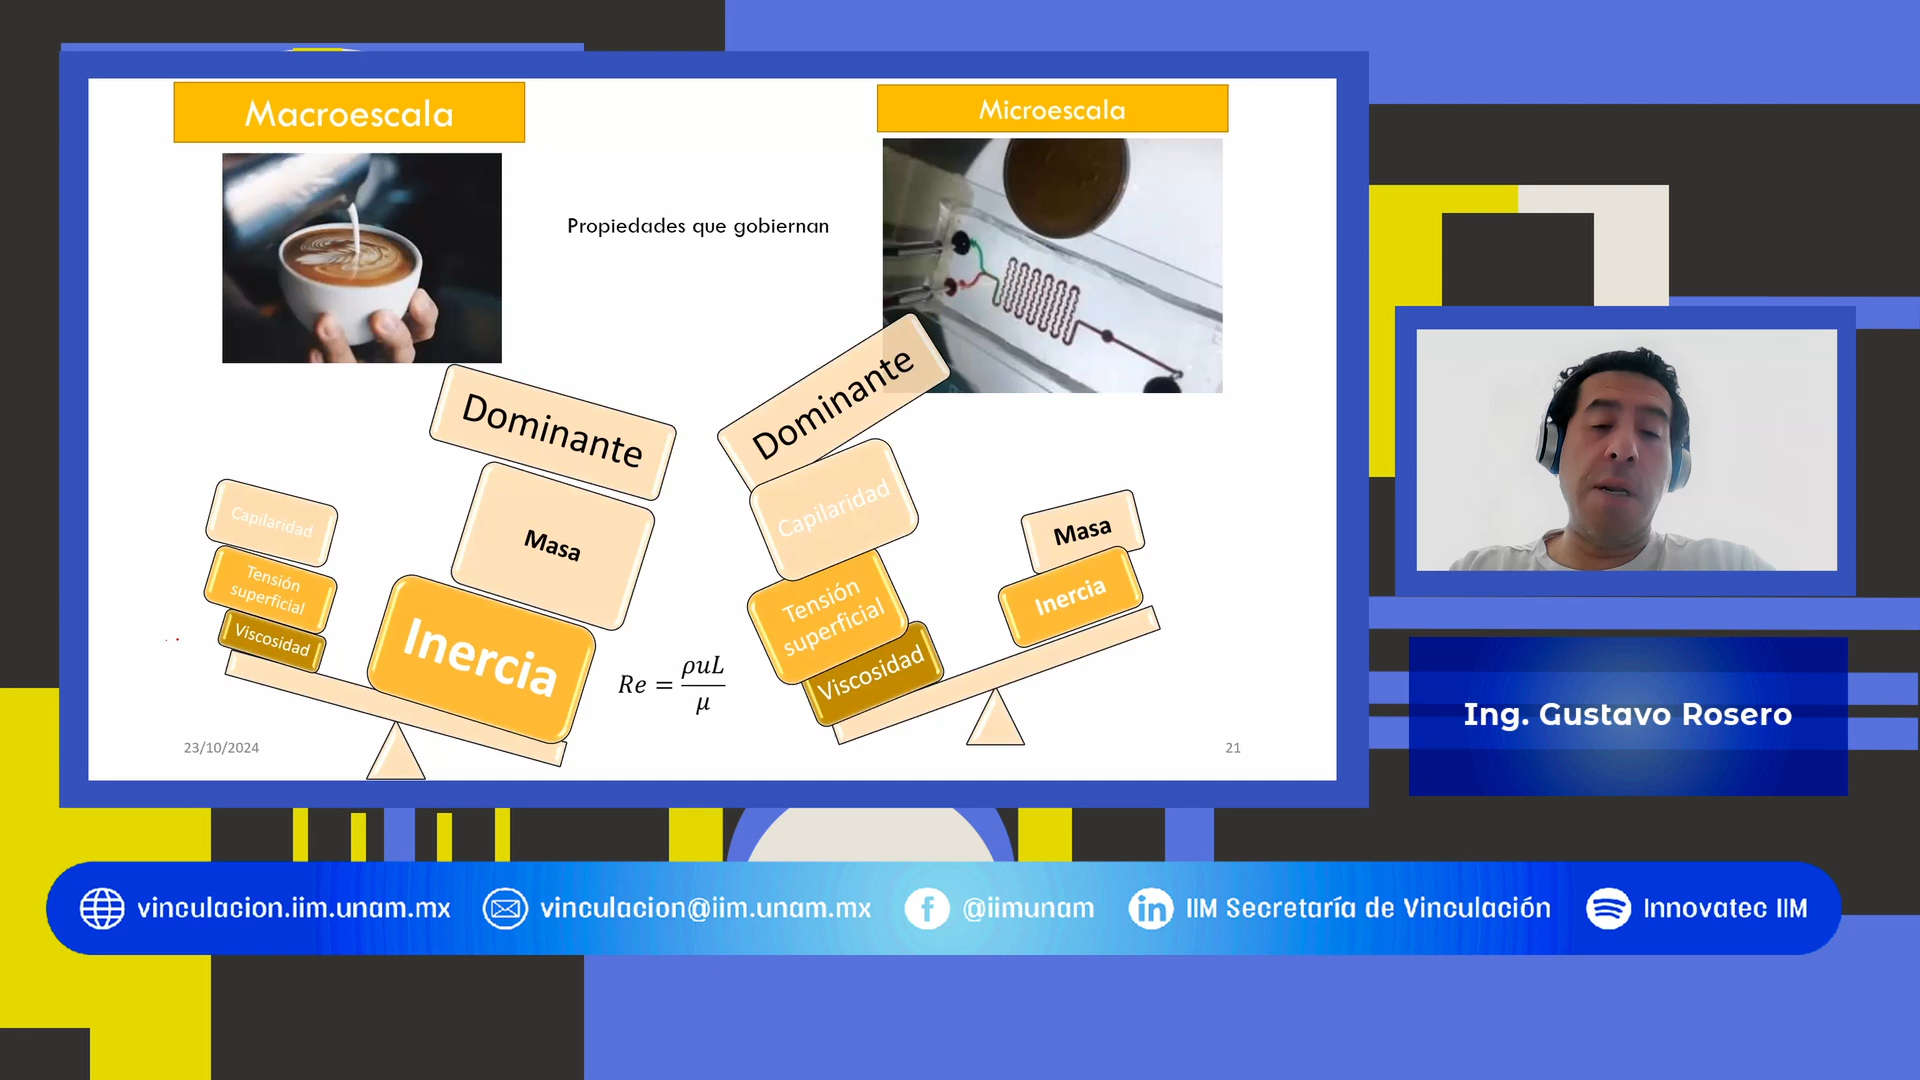 Macroescala
Microescala
Propiedades que gobiernan
Dominante
Masa
Inercia
Capilaridad
Tensión
superficial
Viscosidad
Re = ρuL
μ
Dominante
Capilaridad
Tensión
superficial
Viscosidad
Masa
Inercia
23/10/2024
21
Ing. Gustavo Rosero
vinculacion.iim.unam.mx
vinculacion@iim.unam.mx
@iimunam
in
IIM Secretaría de Vinculación
Innovatec IIM